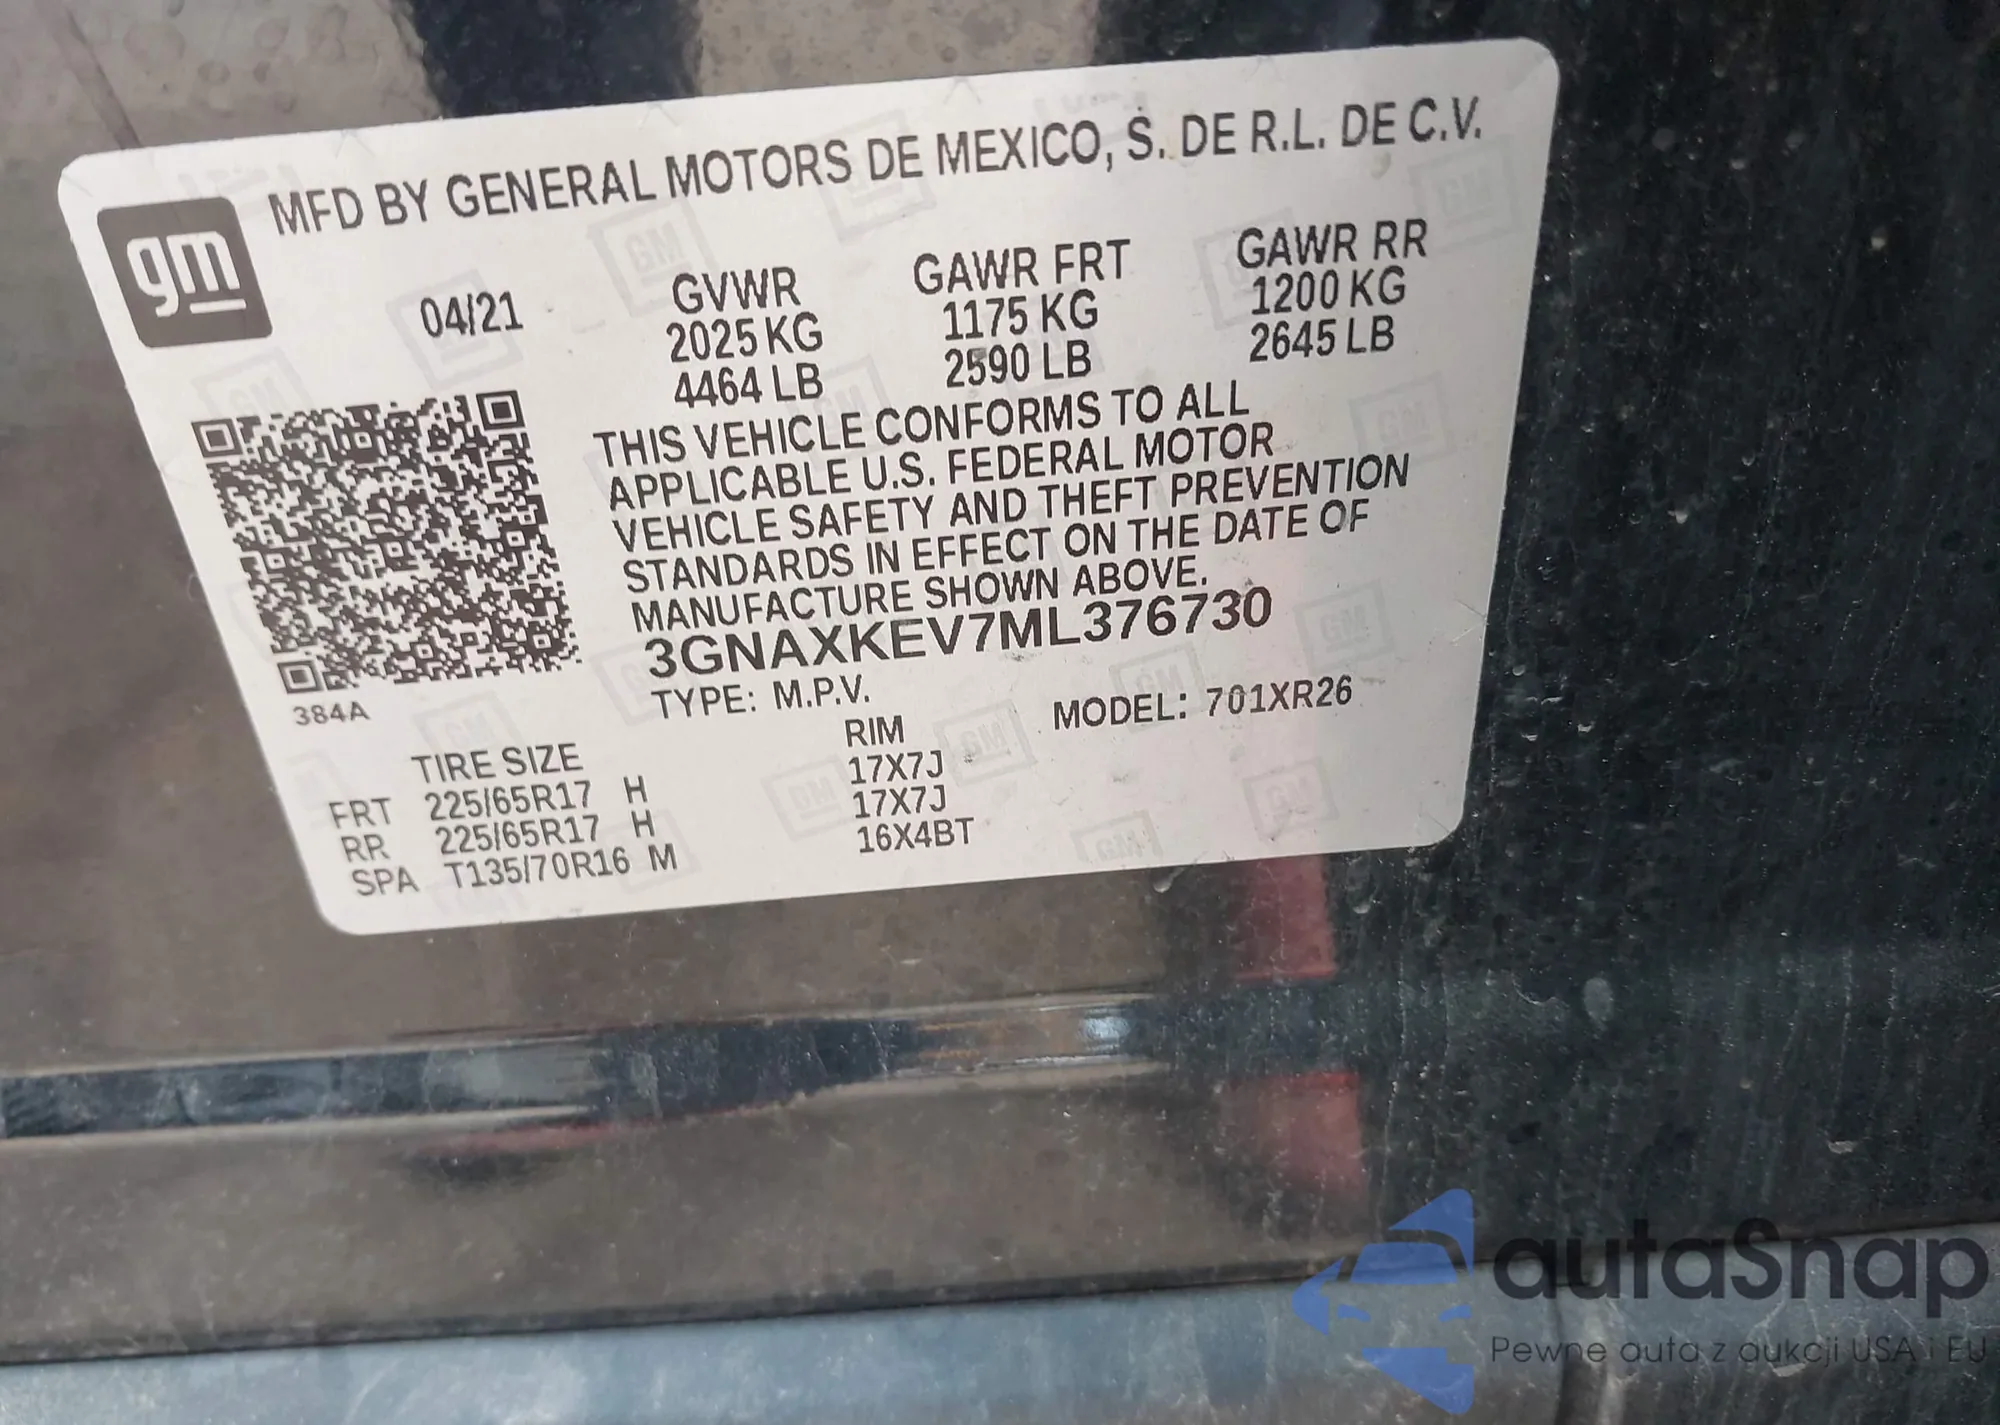 MFD BY GENERAL MOTORS DE MEXICO, S. DE R.L. DE C.V.
gm
04/21
GVWR
2025 KG
4464 LB
GAWR FRT
1175 KG
2590 LB
GAWR RR
1200 KG
2645 LB
THIS VEHICLE CONFORMS TO ALL
APPLICABLE U.S. FEDERAL MOTOR
VEHICLE SAFETY AND THEFT PREVENTION
STANDARDS IN EFFECT ON THE DATE OF
MANUFACTURE SHOWN ABOVE.
3GNAXKEV7ML376730
TYPE: M.P.V.
MODEL: 701XR26
384A
TIRE SIZE RIM
FRT 225/65R17 H 17X7J
RR 225/65R17 H 17X7J
SPA T135/70R16 M 16X4BT
autaSnap
Pewne auta z aukcji USA i EU